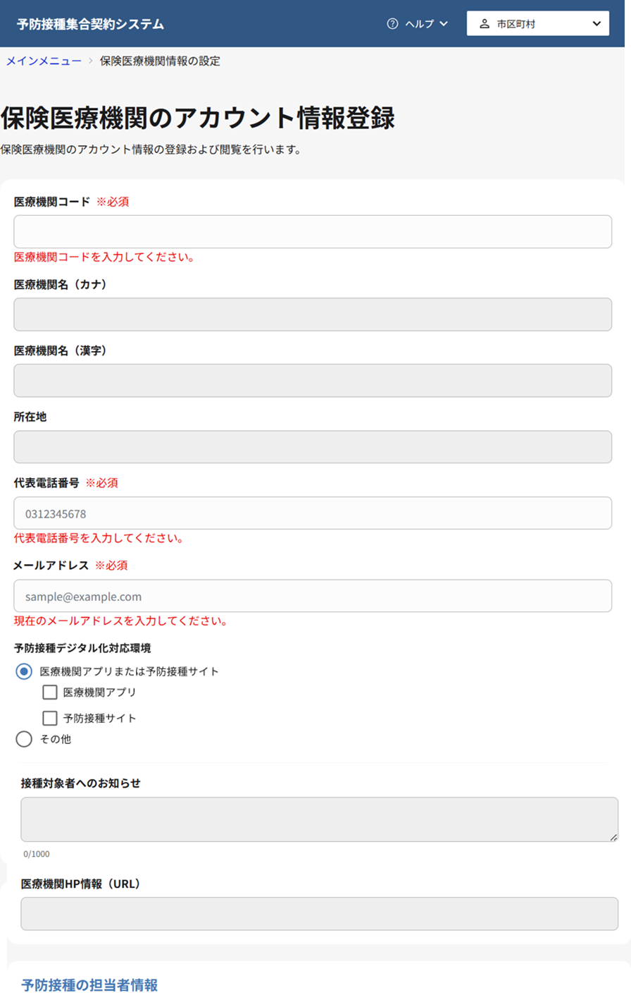 予防接種集合契約システム
ヘルプ
市区町村
メインメニュー > 保険医療機関情報の設定
保険医療機関のアカウント情報登録
保険医療機関のアカウント情報の登録および閲覧を行います。
医療機関コード ※必須
医療機関コードを入力してください。
医療機関名（カナ）
医療機関名（漢字）
所在地
代表電話番号 ※必須
0312345678
代表電話番号を入力してください。
メールアドレス ※必須
sample@example.com
現在のメールアドレスを入力してください。
予防接種デジタル化対応環境
医療機関アプリまたは予防接種サイト
医療機関アプリ
予防接種サイト
その他
接種対象者へのお知らせ
0/1000
医療機関HP情報（URL）
予防接種の担当者情報